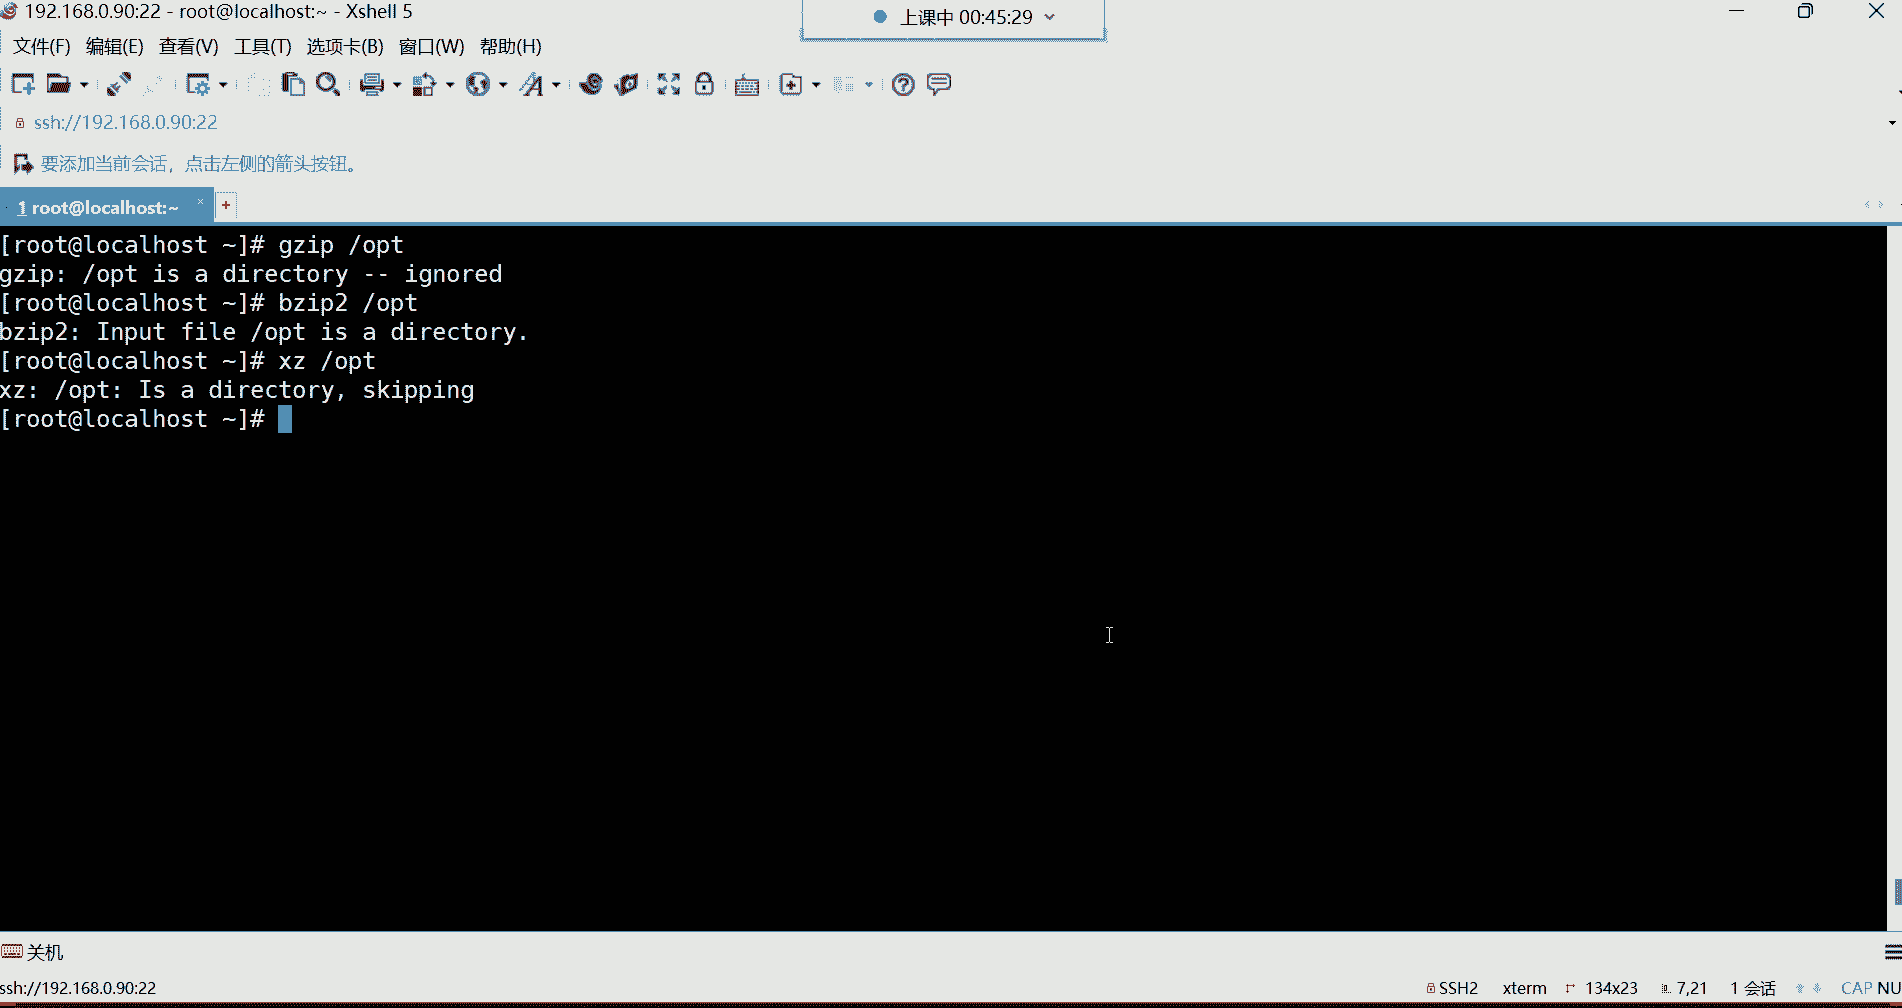 192.168.0.90:22 - root@localhost:~ - Xshell 5
上课中 00:45:29
文件(F) 编辑(E) 查看(V) 工具(T) 选项卡(B) 窗口(W) 帮助(H)
ssh://192.168.0.90:22
要添加当前会话，点击左侧的箭头按钮。
1 root@localhost:~ × +
[root@localhost ~]# gzip /opt
gzip: /opt is a directory -- ignored
[root@localhost ~]# bzip2 /opt
bzip2: Input file /opt is a directory.
[root@localhost ~]# xz /opt
xz: /opt: Is a directory, skipping
[root@localhost ~]#
关机
ssh://192.168.0.90:22 SSH2 xterm 134x23 7,21 1 会话 CAP NU